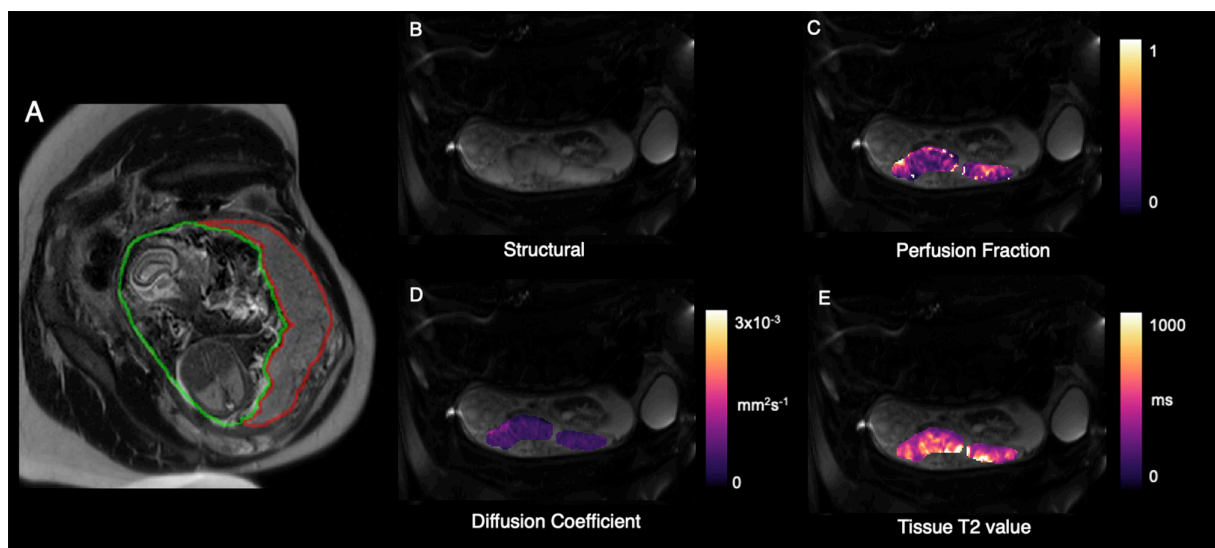 A
B
Structural
C
1
0
Perfusion Fraction
D
3x10⁻³
mm²s⁻¹
0
Diffusion Coefficient
E
1000
ms
0
Tissue T2 value